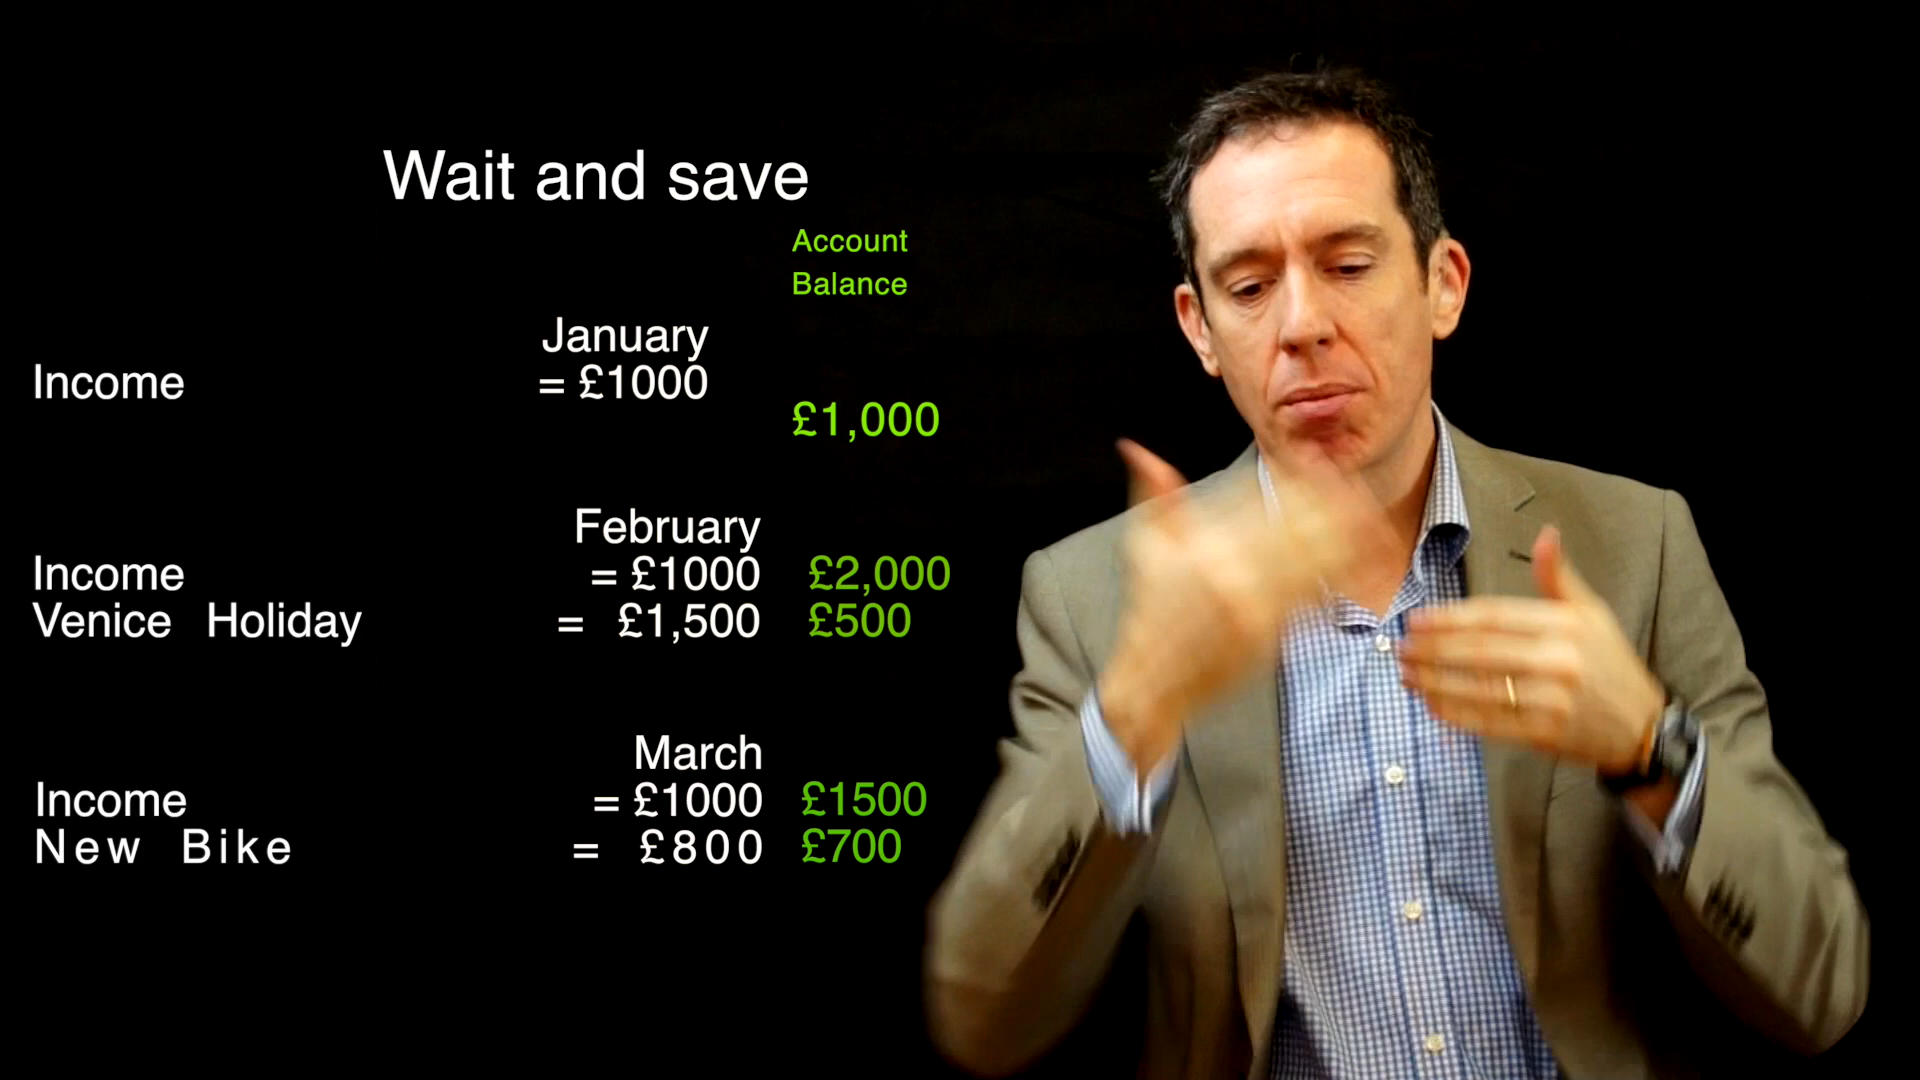 Wait and save
Account
Balance
January
Income = £1000
£1,000
February
Income = £1000 £2,000
Venice Holiday = £1,500 £500
March
Income = £1000 £1500
New Bike = £800 £700